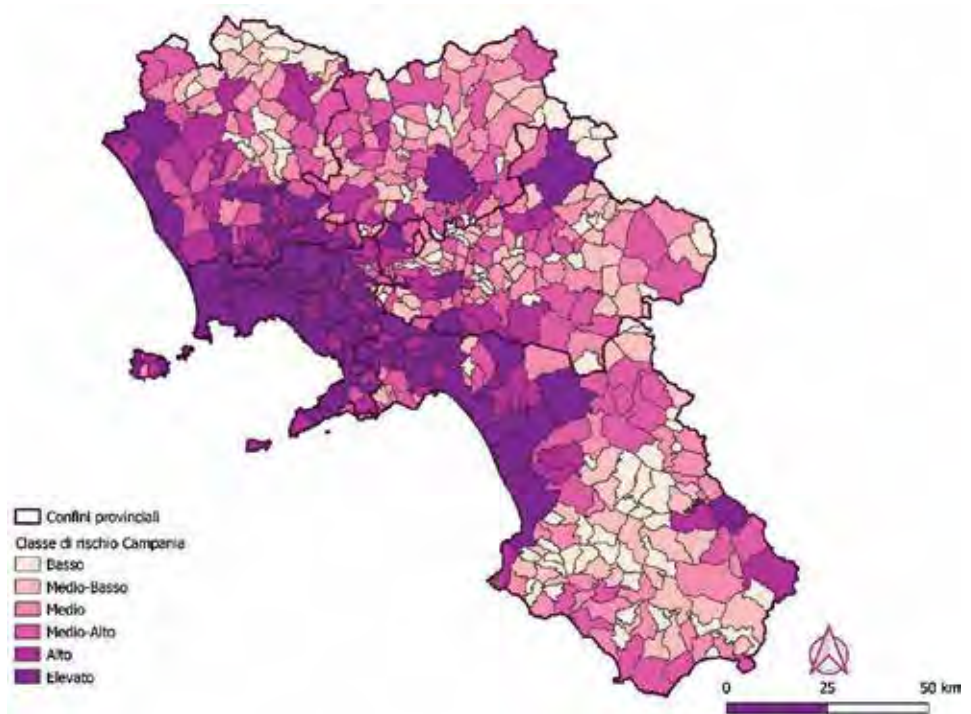 Confini provinciali
Classe di rischio Campania
Basso
Medio-Basso
Medio
Medio-Alto
Alto
Elevato
0 25 50 km